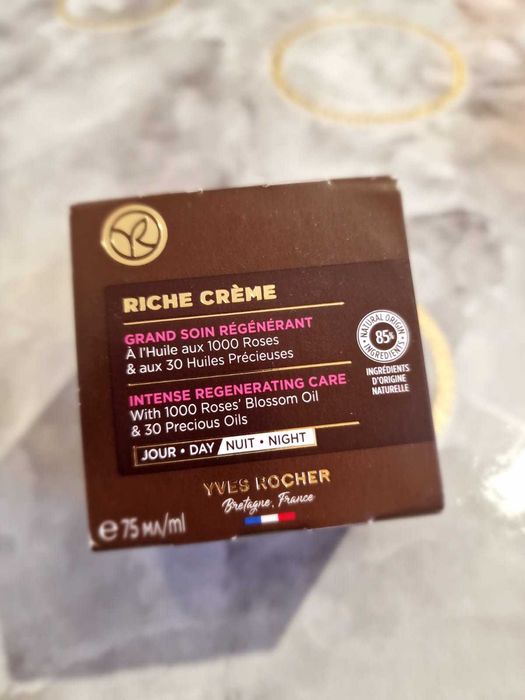 RICHE CRÈME
GRAND SOIN RÉGÉNÉRANT
À l'Huile aux 1000 Roses
& aux 30 Huiles Précieuses
INTENSE REGENERATING CARE
With 1000 Roses' Blossom Oil
& 30 Precious Oils
JOUR • DAY / NUIT • NIGHT
NATURAL ORIGIN
85%
INGREDIENTS
INGRÉDIENTS
D'ORIGINE
NATURELLE
YVES ROCHER
Bretagne, France
℮ 75 мл/ml